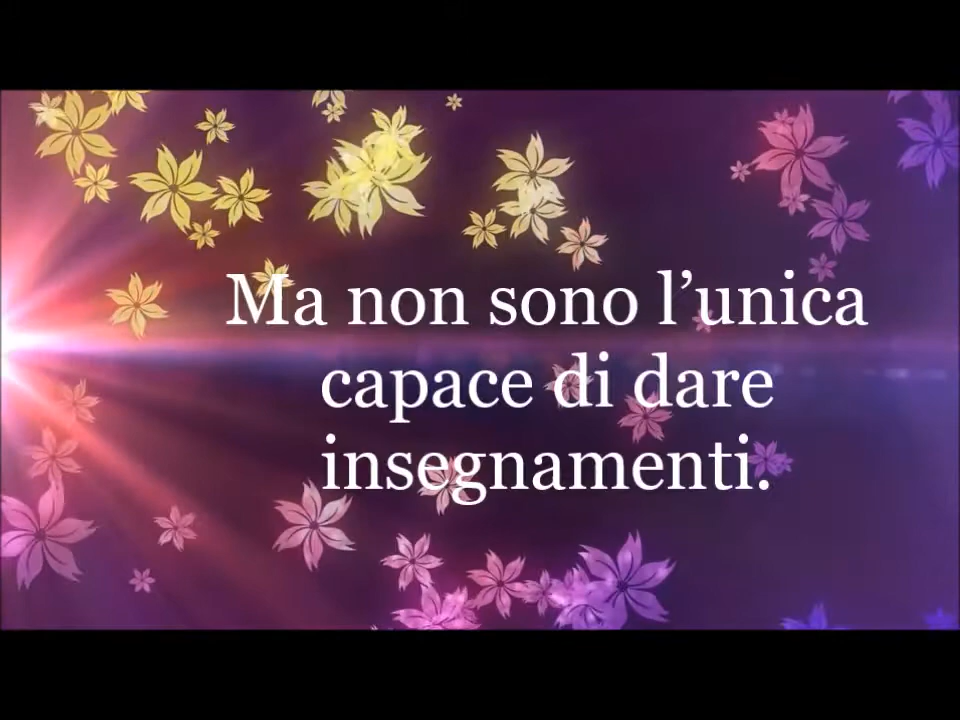 Ma non sono l’unica
capace di dare
insegnamenti.